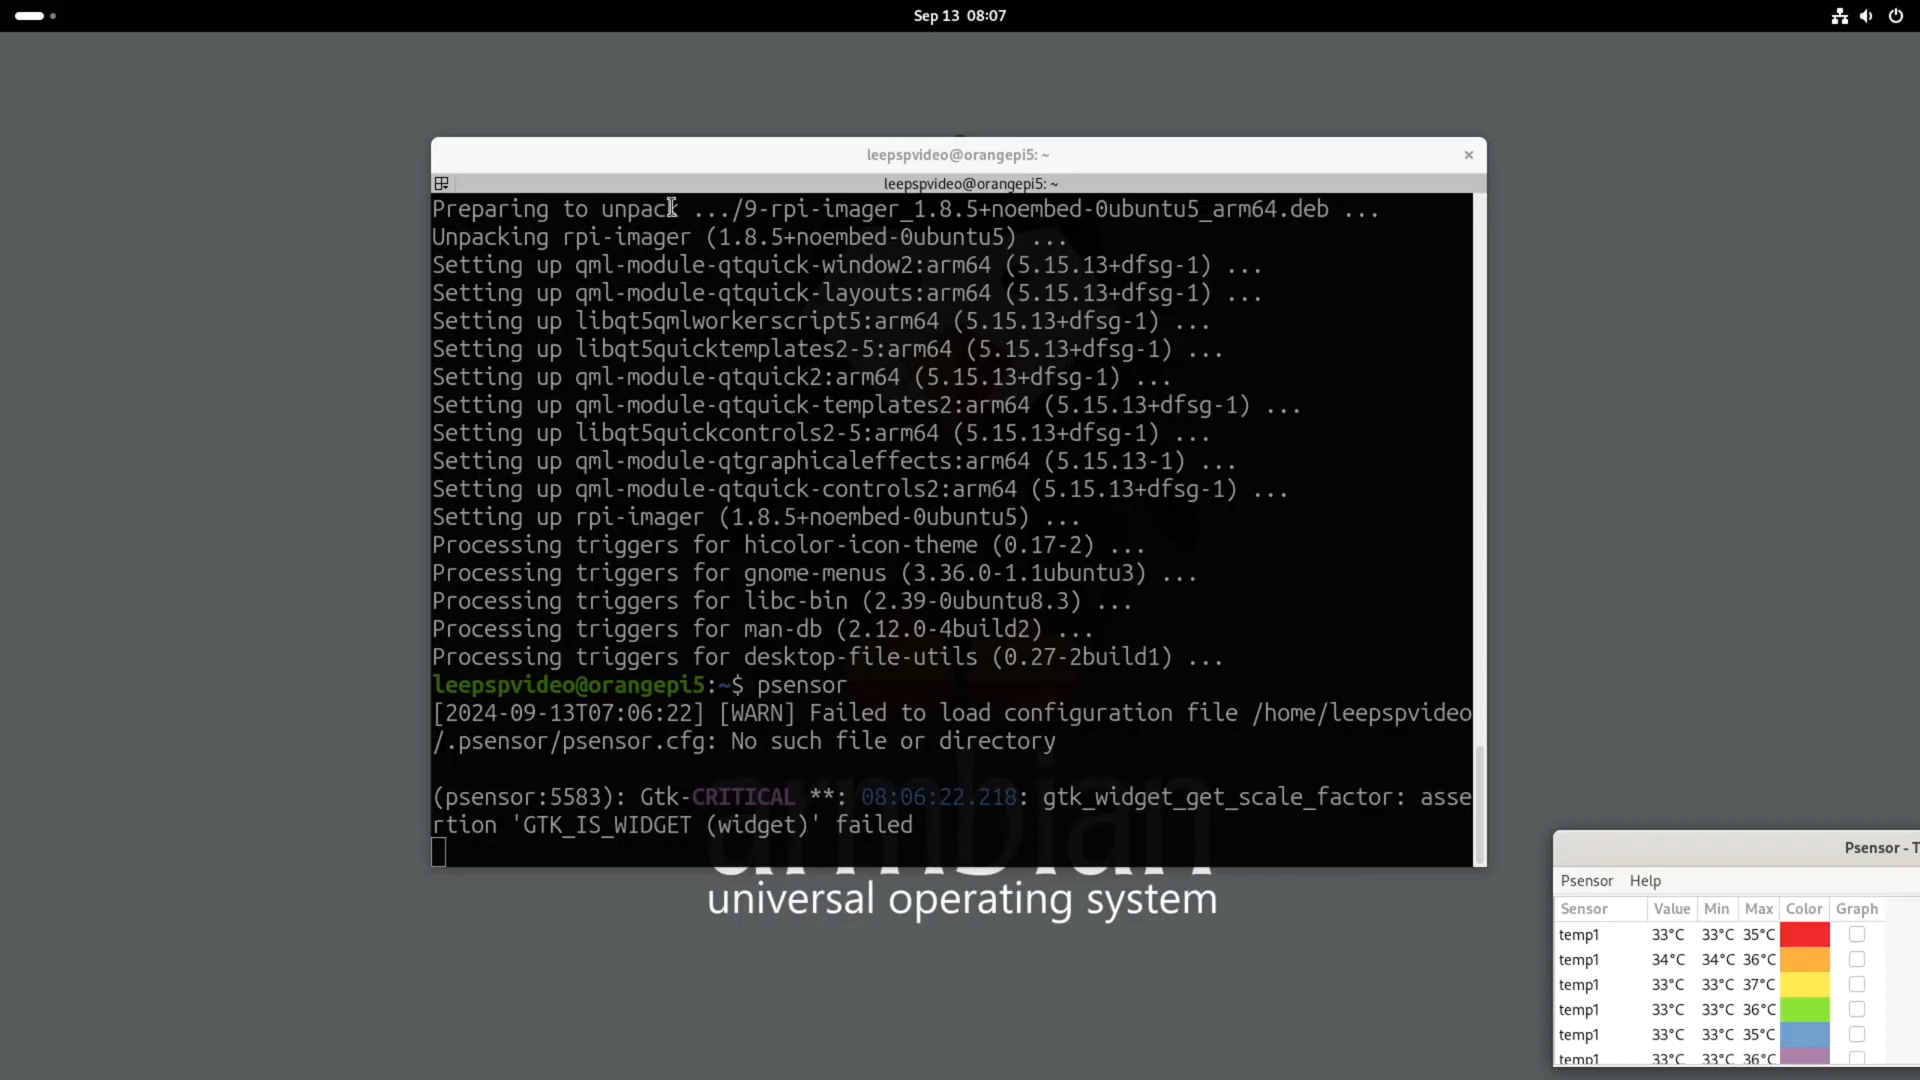 Sep 13 08:07
leepspvideo@orangepi5: ~
leepspvideo@orangepi5: ~
Preparing to unpack .../9-rpi-imager_1.8.5+noembed-0ubuntu5_arm64.deb ...
Unpacking rpi-imager (1.8.5+noembed-0ubuntu5) ...
Setting up qml-module-qtquick-window2:arm64 (5.15.13+dfsg-1) ...
Setting up qml-module-qtquick-layouts:arm64 (5.15.13+dfsg-1) ...
Setting up libqt5qmlworkerscript5:arm64 (5.15.13+dfsg-1) ...
Setting up libqt5quicktemplates2-5:arm64 (5.15.13+dfsg-1) ...
Setting up qml-module-qtquick2:arm64 (5.15.13+dfsg-1) ...
Setting up qml-module-qtquick-templates2:arm64 (5.15.13+dfsg-1) ...
Setting up libqt5quickcontrols2-5:arm64 (5.15.13+dfsg-1) ...
Setting up qml-module-qtgraphicaleffects:arm64 (5.15.13-1) ...
Setting up qml-module-qtquick-controls2:arm64 (5.15.13+dfsg-1) ...
Setting up rpi-imager (1.8.5+noembed-0ubuntu5) ...
Processing triggers for hicolor-icon-theme (0.17-2) ...
Processing triggers for gnome-menus (3.36.0-1.1ubuntu3) ...
Processing triggers for libc-bin (2.39-0ubuntu8.3) ...
Processing triggers for man-db (2.12.0-4build2) ...
Processing triggers for desktop-file-utils (0.27-2build1) ...
leepspvideo@orangepi5:~$ psensor
[2024-09-13T07:06:22] [WARN] Failed to load configuration file /home/leepspvideo
/.psensor/psensor.cfg: No such file or directory
(psensor:5583): Gtk-CRITICAL **: 08:06:22.218: gtk_widget_get_scale_factor: asse
rtion 'GTK_IS_WIDGET (widget)' failed
armbian
universal operating system
Psensor - T
Psensor Help
Sensor Value Min Max Color Graph
temp1 33°C 33°C 35°C
temp1 34°C 34°C 36°C
temp1 33°C 33°C 37°C
temp1 33°C 33°C 36°C
temp1 33°C 33°C 35°C
temp1 33°C 33°C 36°C